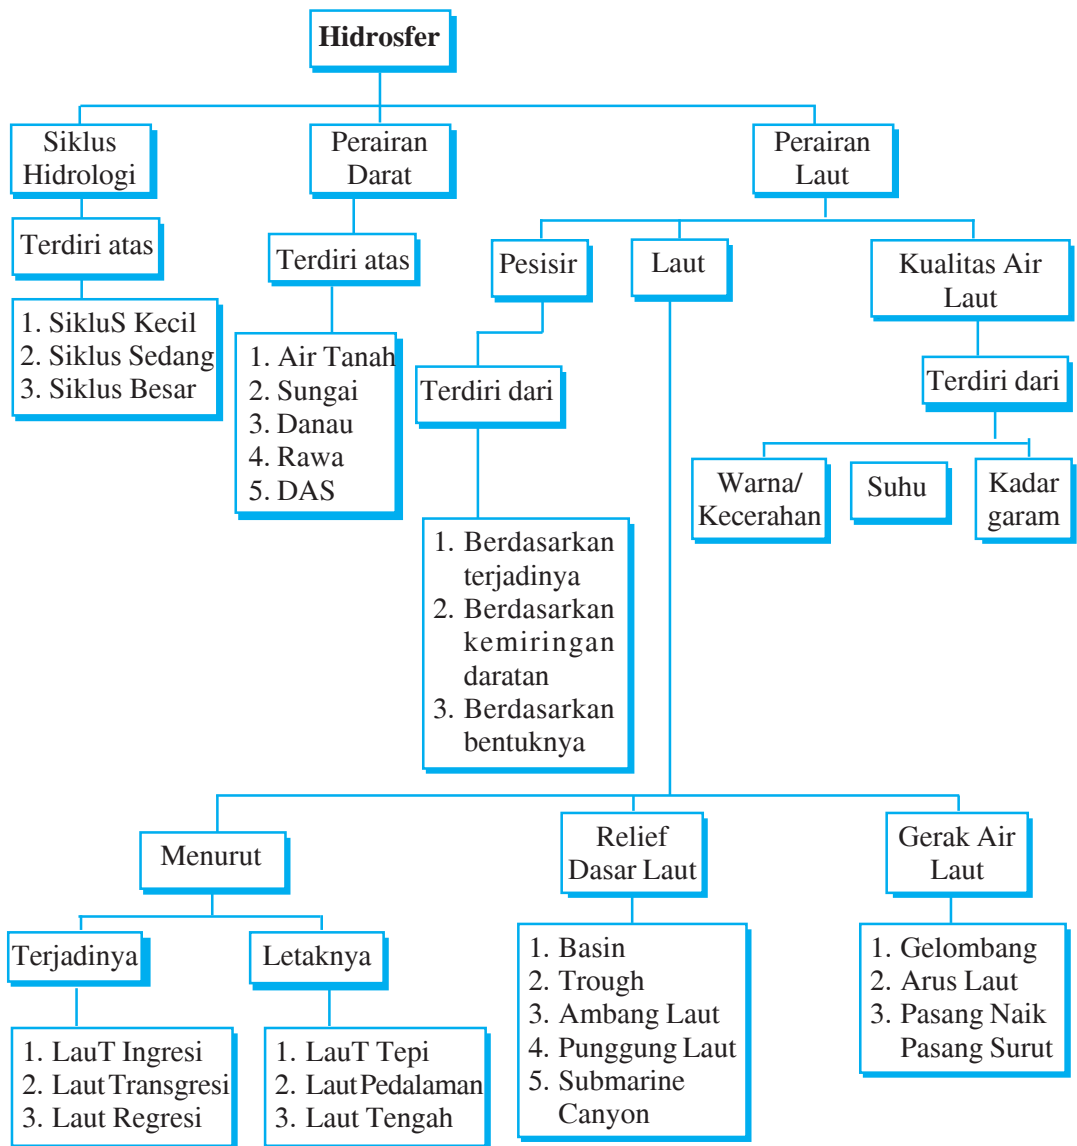 Hidrosfer
Siklus
Hidrologi
Perairan
Darat
Perairan
Laut
Terdiri atas
Terdiri atas
Pesisir
Laut
Kualitas Air
Laut
1. SikluS Kecil
2. Siklus Sedang
3. Siklus Besar
1. Air Tanah
2. Sungai
3. Danau
4. Rawa
5. DAS
Terdiri dari
Terdiri dari
Warna/
Kecerahan
Suhu
Kadar
garam
1. Berdasarkan
terjadinya
2. Berdasarkan
kemiringan
daratan
3. Berdasarkan
bentuknya
Menurut
Relief
Dasar Laut
Gerak Air
Laut
Terjadinya
Letaknya
1. LauT Ingresi
2. Laut Transgresi
3. Laut Regresi
1. LauT Tepi
2. Laut Pedalaman
3. Laut Tengah
1. Basin
2. Trough
3. Ambang Laut
4. Punggung Laut
5. Submarine
Canyon
1. Gelombang
2. Arus Laut
3. Pasang Naik
Pasang Surut